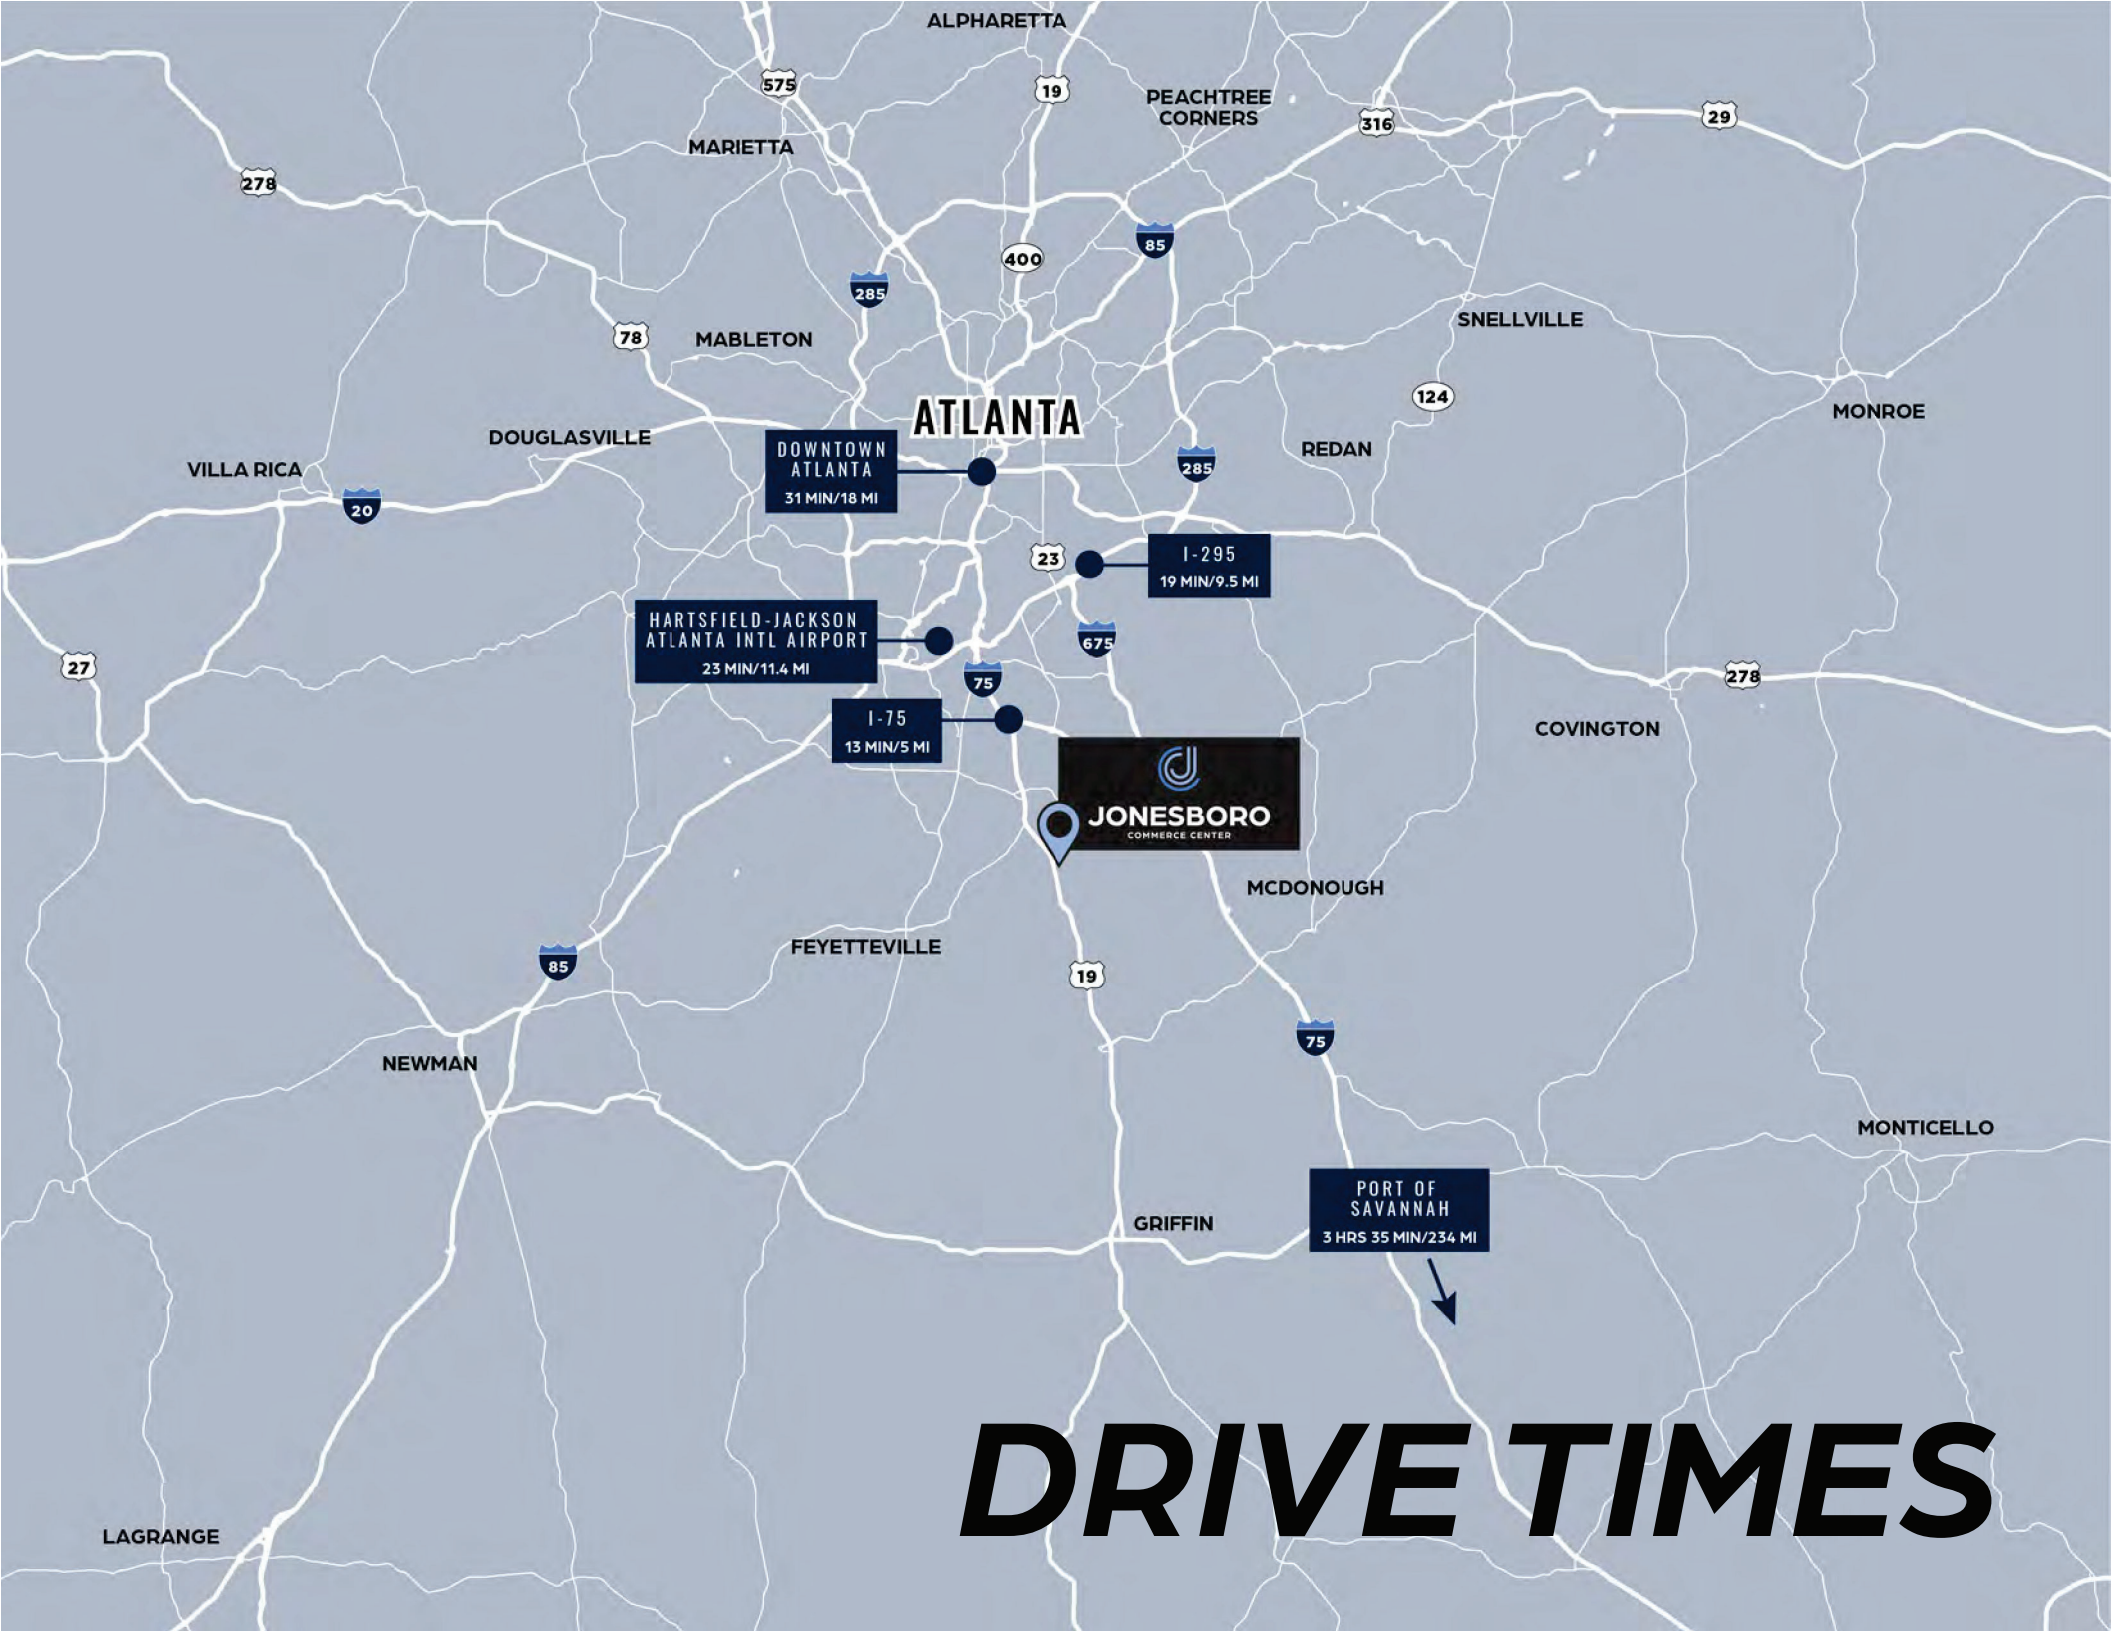 ALPHARETTA
575
19
PEACHTREE
CORNERS
316
29
MARIETTA
278
85
400
285
SNELLVILLE
78
MABLETON
124
ATLANTA
MONROE
DOUGLASVILLE
DOWNTOWN
ATLANTA
31 MIN/18 MI
REDAN
VILLA RICA
285
20
23
I-295
19 MIN/9.5 MI
HARTSFIELD-JACKSON
ATLANTA INTL AIRPORT
23 MIN/11.4 MI
675
27
75
278
I-75
13 MIN/5 MI
COVINGTON
JONESBORO
COMMERCE CENTER
MCDONOUGH
FEYETTEVILLE
85
19
75
NEWMAN
MONTICELLO
PORT OF
SAVANNAH
3 HRS 35 MIN/234 MI
GRIFFIN
DRIVE TIMES
LAGRANGE